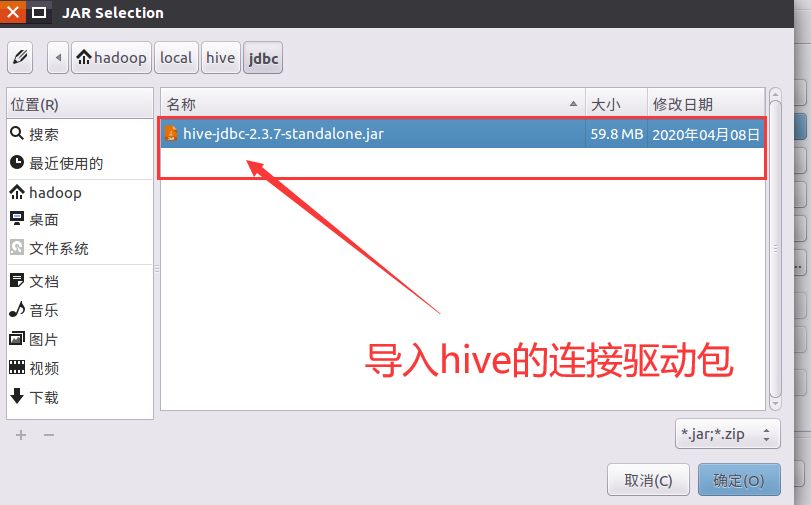 JAR Selection
hadoop local hive jdbc
位置(R) 名称 大小 修改日期
搜索 hive-jdbc-2.3.7-standalone.jar 59.8 MB 2020年04月08日
最近使用的
hadoop
桌面
文件系统
文档
音乐
图片
视频
下载
导入hive的连接驱动包
*.jar;*.zip
取消(C) 确定(O)